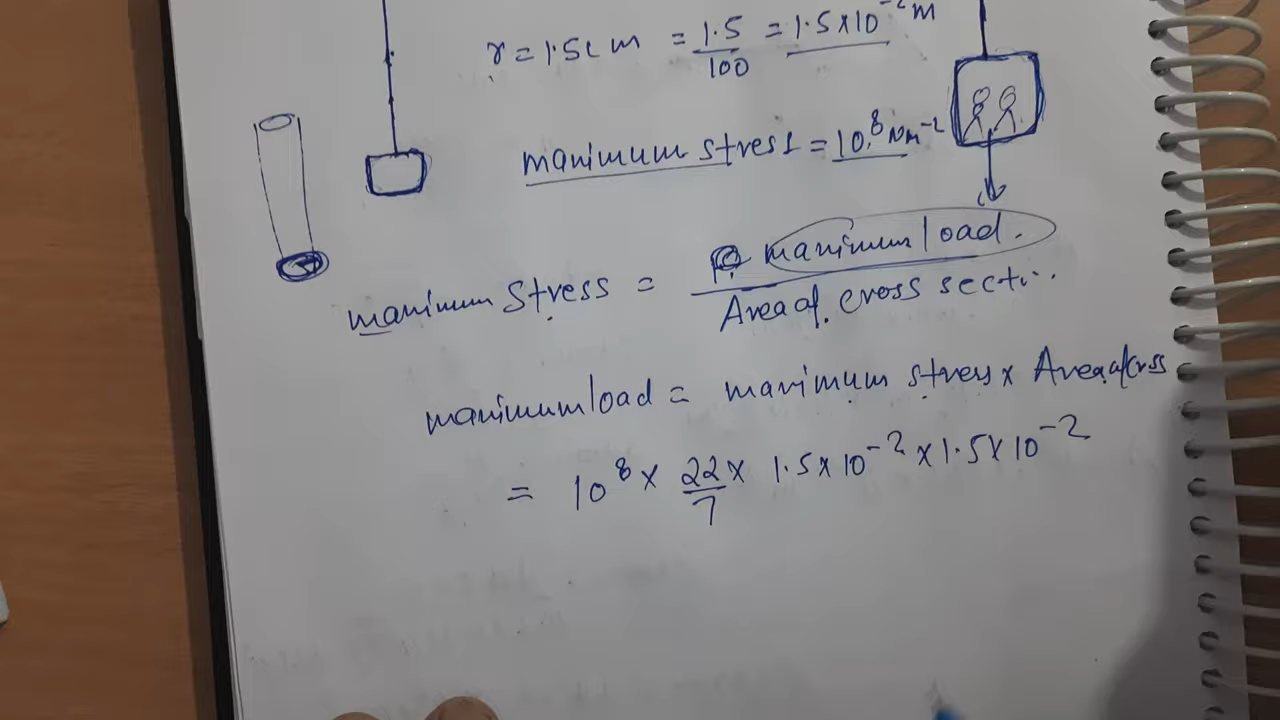 r = 1.5c m = 1.5/100 = 1.5×10⁻² m
maximum stress = 10⁸ Nm⁻²
maximum stress = maximum load. / Area of cross secti..
maximum load = maximum stress × Area of cross
= 10⁸ × 22/7 × 1.5×10⁻² × 1.5×10⁻²